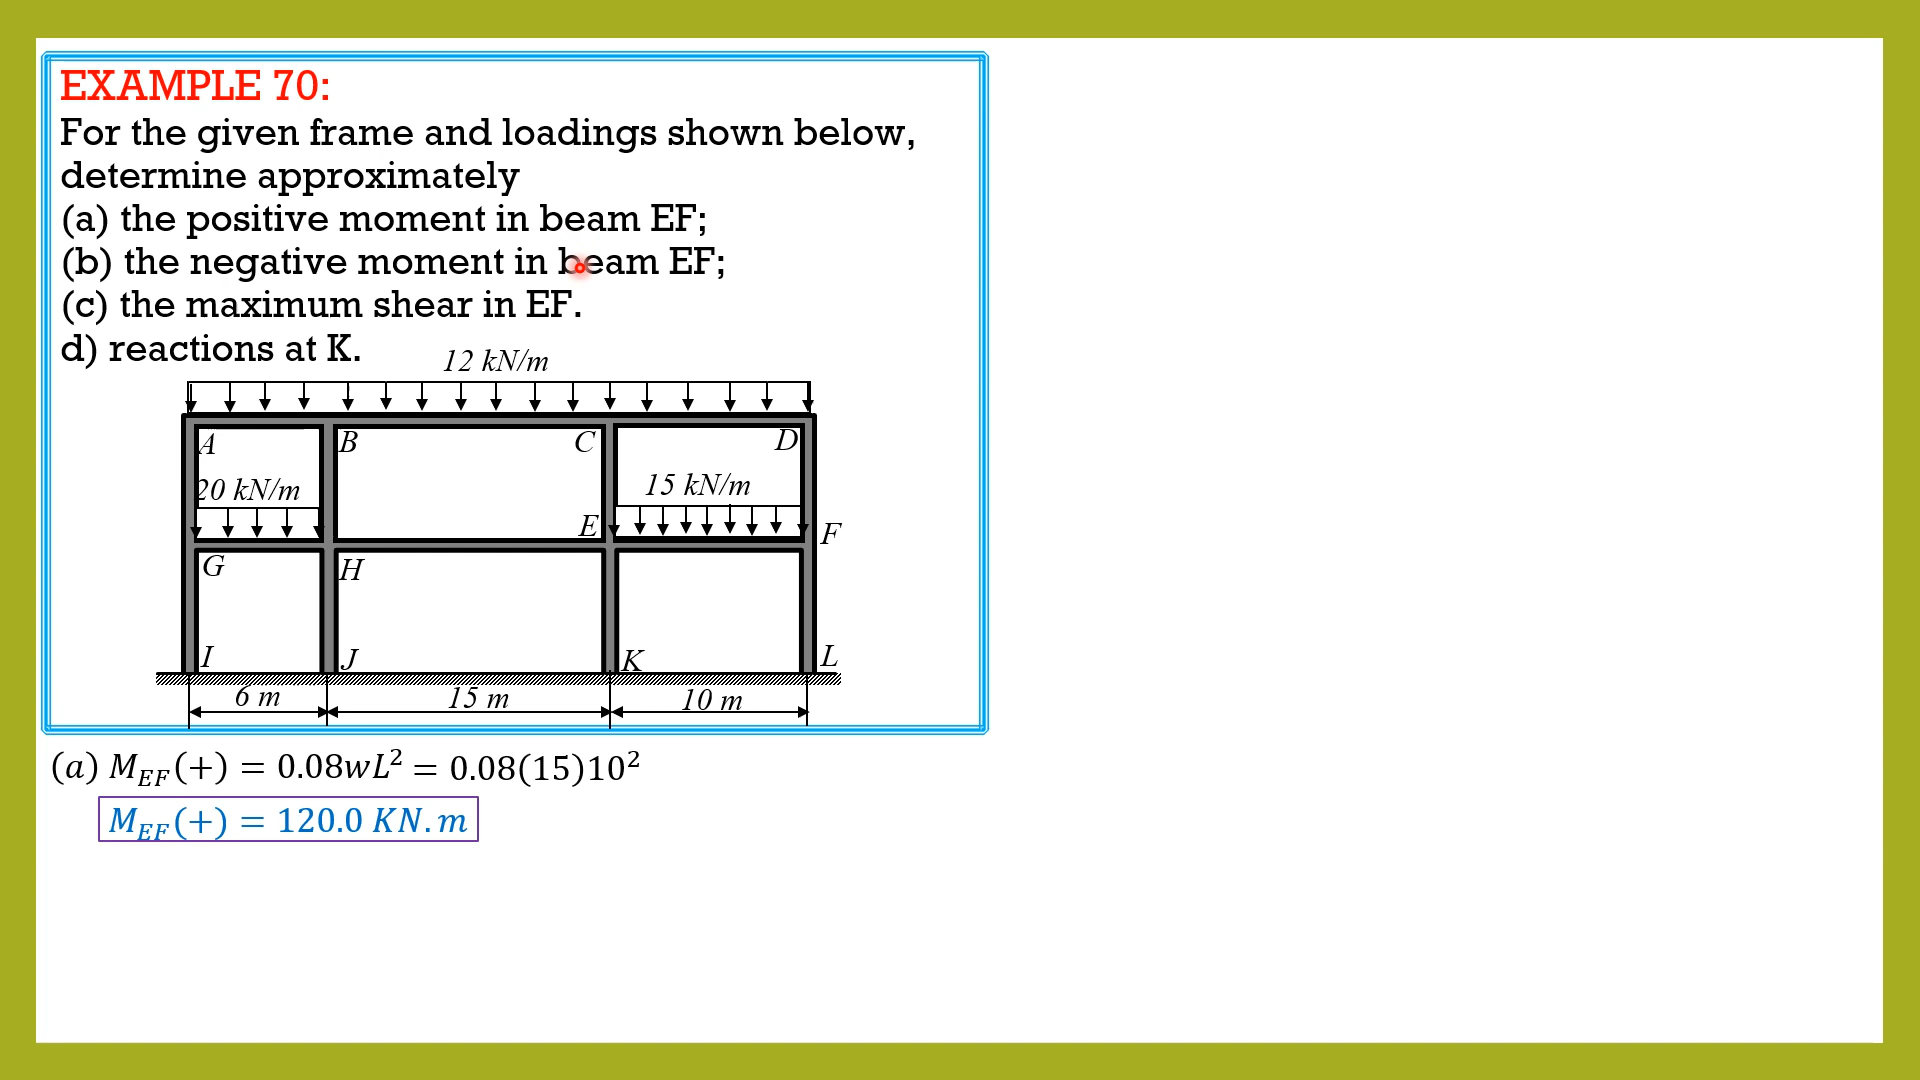 EXAMPLE 70:
For the given frame and loadings shown below,
determine approximately
(a) the positive moment in beam EF;
(b) the negative moment in beam EF;
(c) the maximum shear in EF.
d) reactions at K.
12 kN/m
A B C D
20 kN/m 15 kN/m
E F
G H
I J K L
6 m 15 m 10 m
(a) M_EF(+) = 0.08wL² = 0.08(15)10²
M_EF(+) = 120.0 KN.m